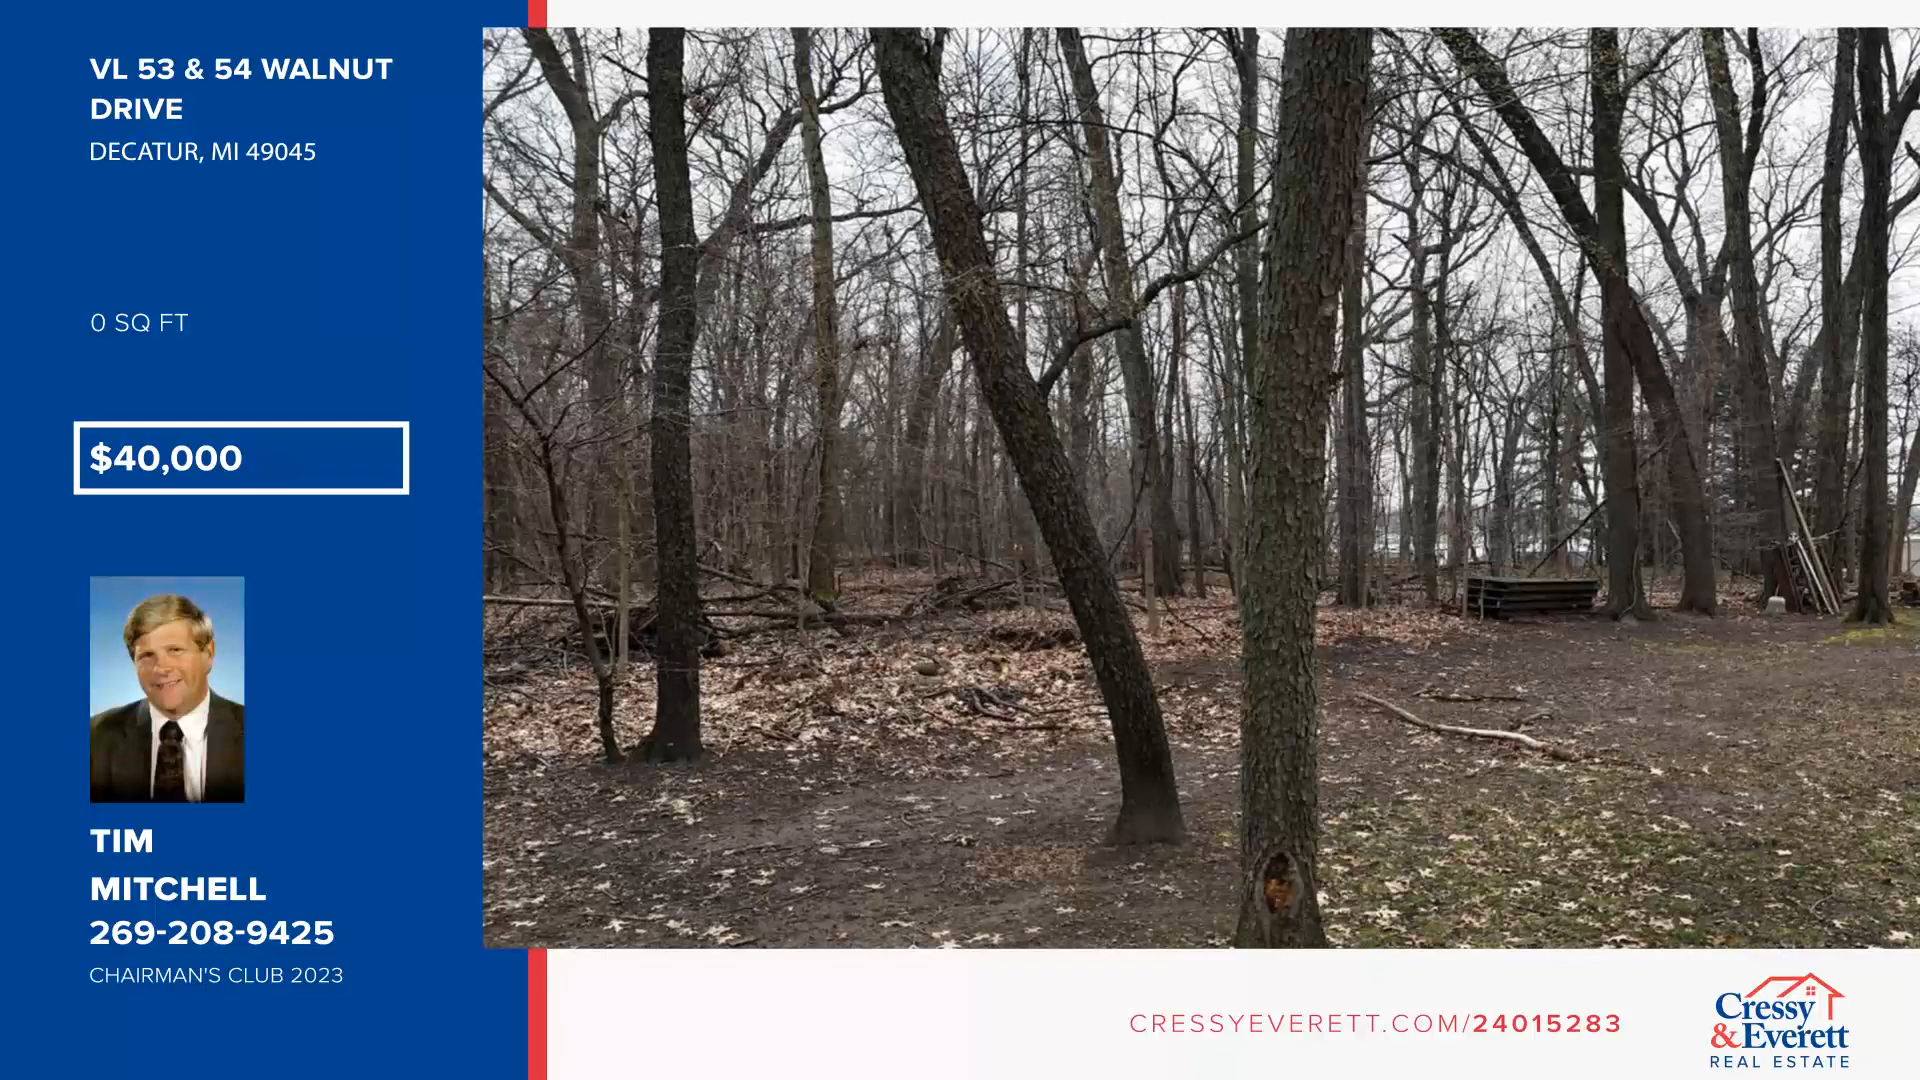 VL 53 & 54 WALNUT
DRIVE
DECATUR, MI 49045
0 SQ FT
$40,000
TIM
MITCHELL
269-208-9425
CHAIRMAN'S CLUB 2023
CRESSYEVERETT.COM/24015283
Cressy
&Everett
REAL ESTATE